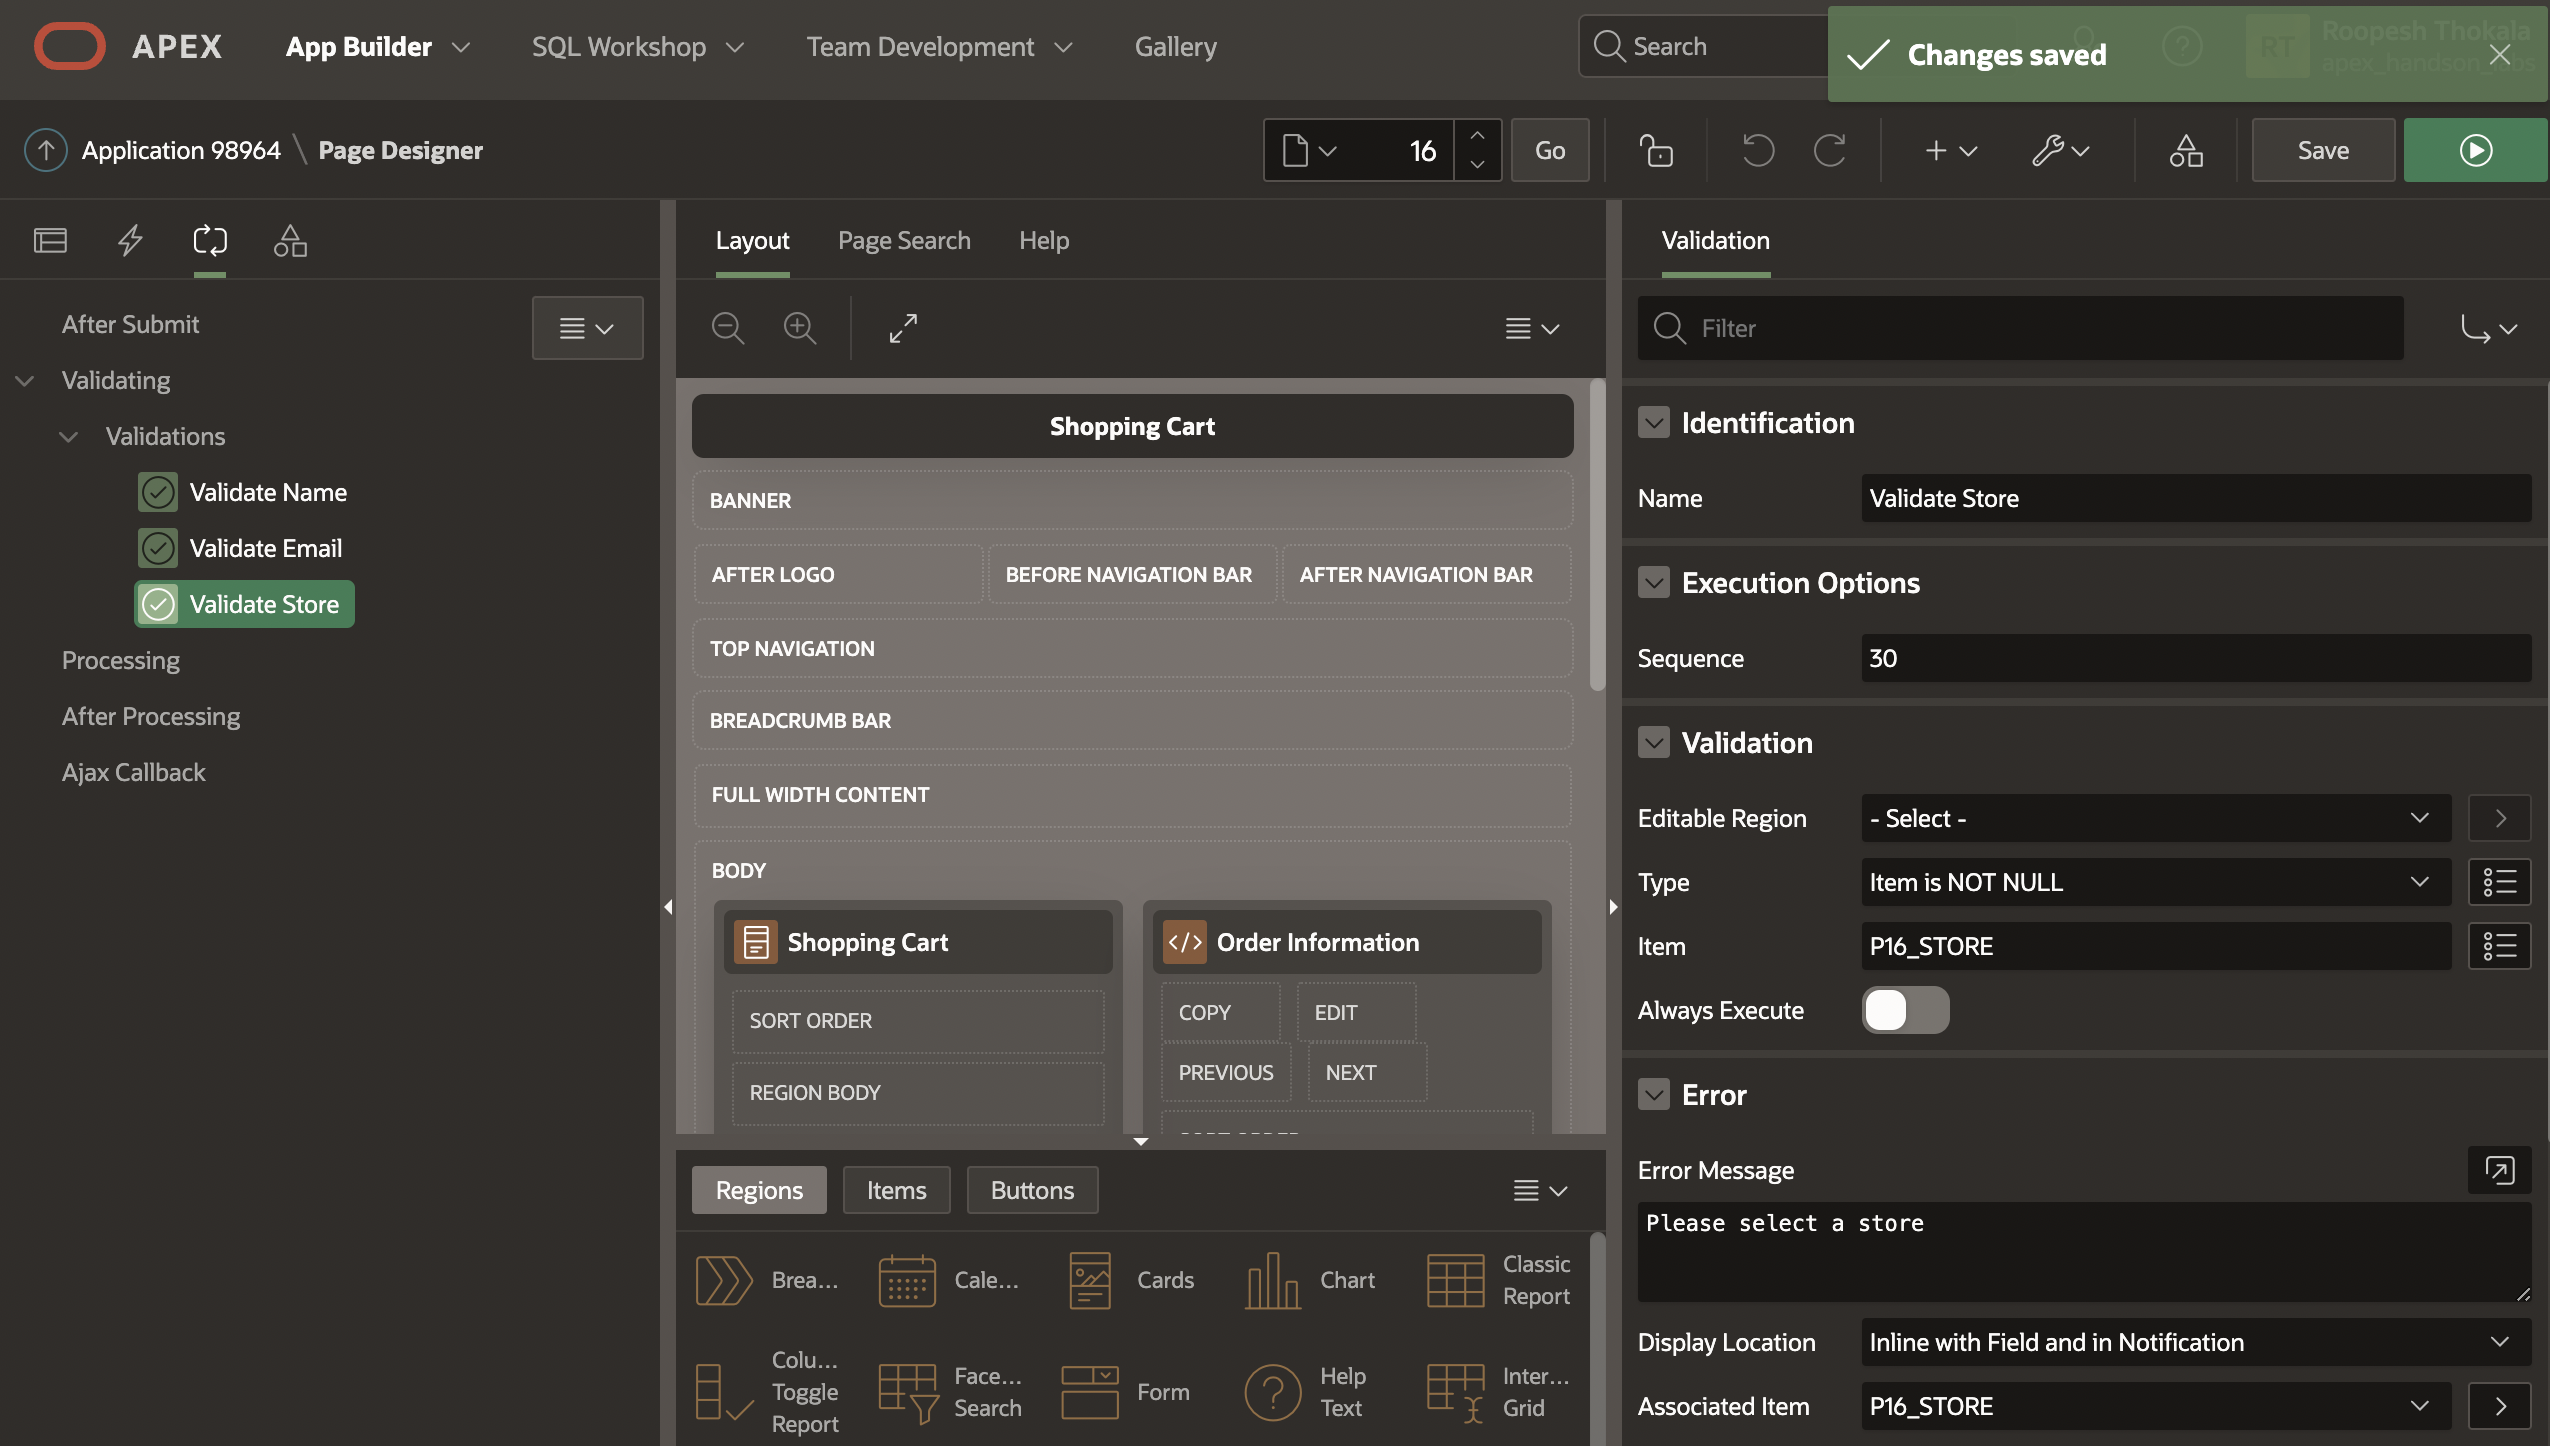 APEX
App Builder
SQL Workshop
Team Development
Gallery
Search
Changes saved
RT
Roopesh Thokala
Application 98964 \ Page Designer
16
Go
Save
After Submit
Validating
Validations
Validate Name
Validate Email
Validate Store
Processing
After Processing
Ajax Callback
Layout
Page Search
Help
Shopping Cart
BANNER
AFTER LOGO
BEFORE NAVIGATION BAR
AFTER NAVIGATION BAR
TOP NAVIGATION
BREADCRUMB BAR
FULL WIDTH CONTENT
BODY
Shopping Cart
SORT ORDER
REGION BODY
Order Information
COPY
EDIT
PREVIOUS
NEXT
Regions
Items
Buttons
Brea...
Cale...
Cards
Chart
Classic
Report
Colu...
Toggle
Report
Face...
Search
Form
Help
Text
Inter...
Grid
Validation
Filter
Identification
Name
Validate Store
Execution Options
Sequence
30
Validation
Editable Region
- Select -
Type
Item is NOT NULL
Item
P16_STORE
Always Execute
Error
Error Message
Please select a store
Display Location
Inline with Field and in Notification
Associated Item
P16_STORE